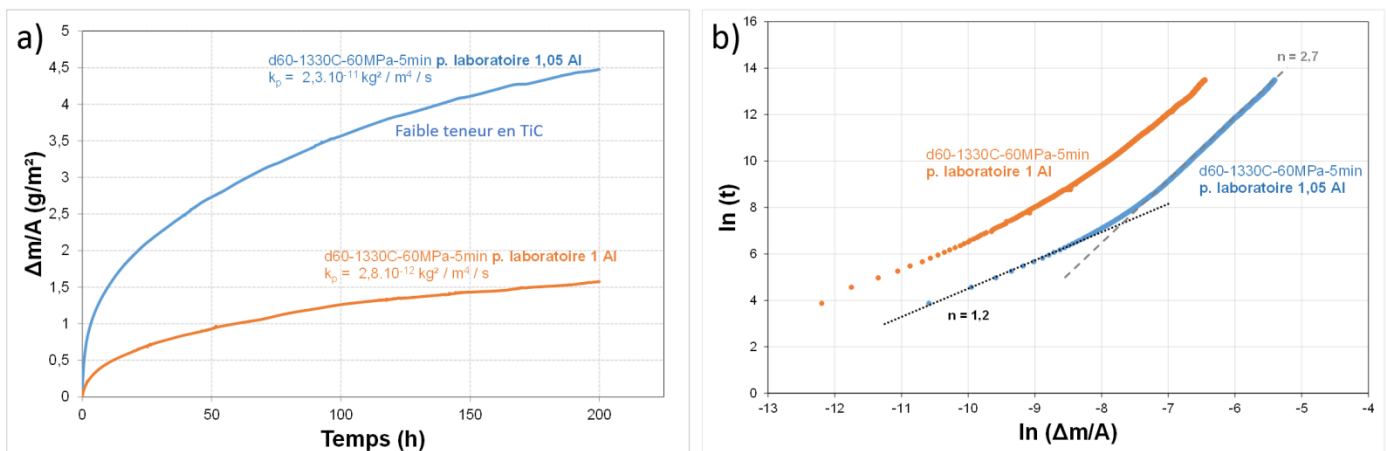 a)
Δm/A (g/m²)
5
4,5
4
3,5
3
2,5
2
1,5
1
0,5
0
d60-1330C-60MPa-5min p. laboratoire 1,05 Al
kₚ = 2,3.10⁻¹¹ kg² / m⁴ / s
Faible teneur en TiC
d60-1330C-60MPa-5min p. laboratoire 1 Al
kₚ = 2,8.10⁻¹² kg² / m⁴ / s
0 50 100 150 200
Temps (h)
b)
ln (t)
16
14
12
10
8
6
4
2
0
n = 2,7
d60-1330C-60MPa-5min
p. laboratoire 1 Al
d60-1330C-60MPa-5min
p. laboratoire 1,05 Al
n = 1,2
-13 -12 -11 -10 -9 -8 -7 -6 -5 -4
ln (Δm/A)